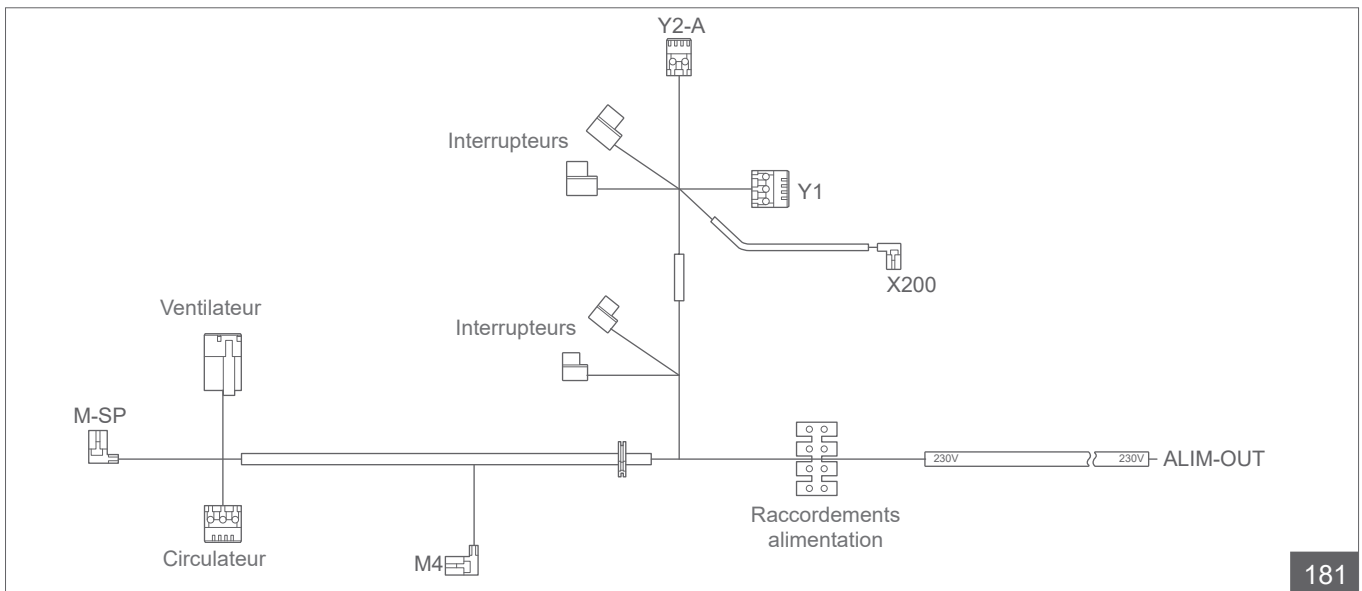 Y2-A
Interrupteurs
Y1
X200
Ventilateur
Interrupteurs
M-SP
230V
230V
ALIM-OUT
Raccordements
alimentation
Circulateur
M4
181